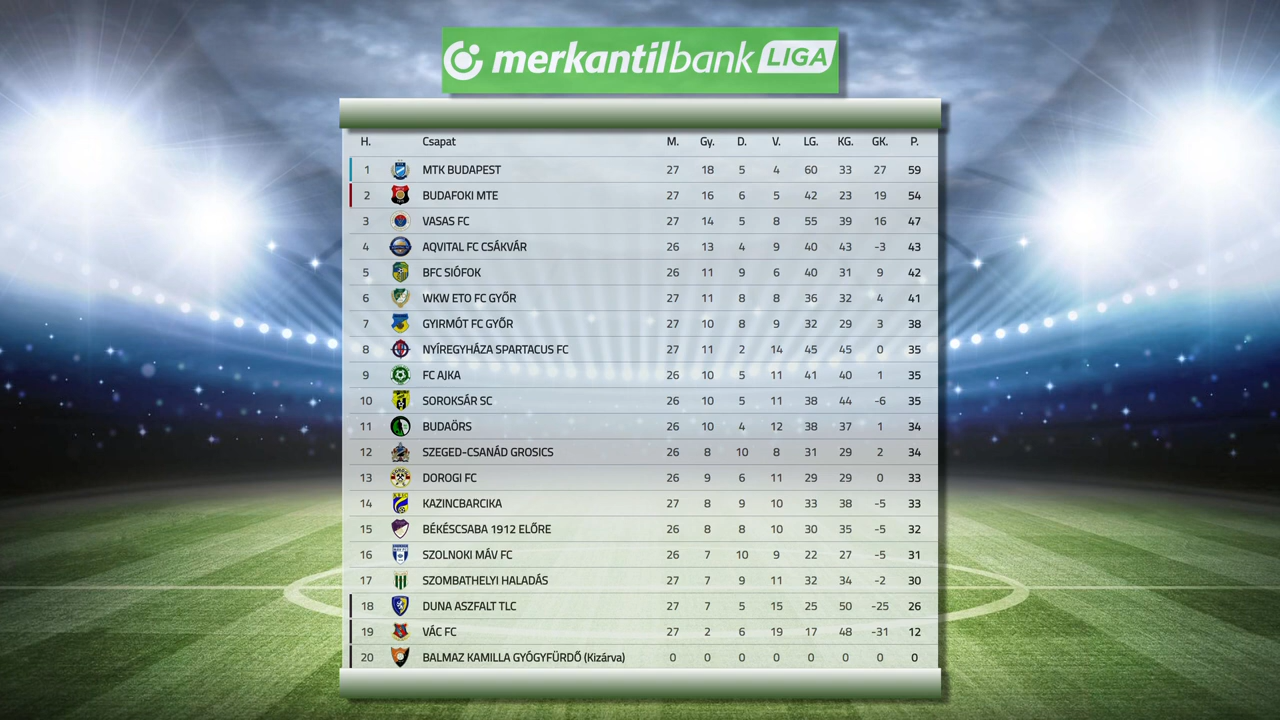 merkantilbank LIGA
H. Csapat M. Gy. D. V. LG. KG. GK. P.
1 MTK BUDAPEST 27 18 5 4 60 33 27 59
2 BUDAFOKI MTE 27 16 6 5 42 23 19 54
3 VASAS FC 27 14 5 8 55 39 16 47
4 AQVITAL FC CSÁKVÁR 26 13 4 9 40 43 -3 43
5 BFC SIÓFOK 26 11 9 6 40 31 9 42
6 WKW ETO FC GYŐR 27 11 8 8 36 32 4 41
7 GYIRMÓT FC GYŐR 27 10 8 9 32 29 3 38
8 NYÍREGYHÁZA SPARTACUS FC 27 11 2 14 45 45 0 35
9 FC AJKA 26 10 5 11 41 40 1 35
10 SOROKSÁR SC 26 10 5 11 38 44 -6 35
11 BUDAÖRS 26 10 4 12 38 37 1 34
12 SZEGED-CSANÁD GROSICS 26 8 10 8 31 29 2 34
13 DOROGI FC 26 9 6 11 29 29 0 33
14 KAZINCBARCIKA 27 8 9 10 33 38 -5 33
15 BÉKÉSCSABA 1912 ELŐRE 26 8 8 10 30 35 -5 32
16 SZOLNOKI MÁV FC 26 7 10 9 22 27 -5 31
17 SZOMBATHELYI HALADÁS 27 7 9 11 32 34 -2 30
18 DUNA ASZFALT TLC 27 7 5 15 25 50 -25 26
19 VÁC FC 27 2 6 19 17 48 -31 12
20 BALMAZ KAMILLA GYÓGYFÜRDŐ (Kizárva) 0 0 0 0 0 0 0 0